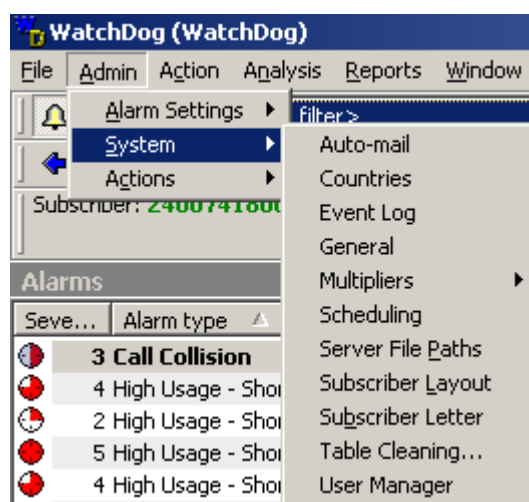 WatchDog (WatchDog)
File Admin Action Analysis Reports Window
Alarm Settings
filter>
System
Actions
Auto-mail
Countries
Event Log
General
Multipliers
Scheduling
Server File Paths
Subscriber Layout
Subscriber Letter
Table Cleaning...
User Manager
Subscriber:
Alarms
Seve... Alarm type
3 Call Collision
4 High Usage - Shor
2 High Usage - Shor
5 High Usage - Shor
4 High Usage - Shor